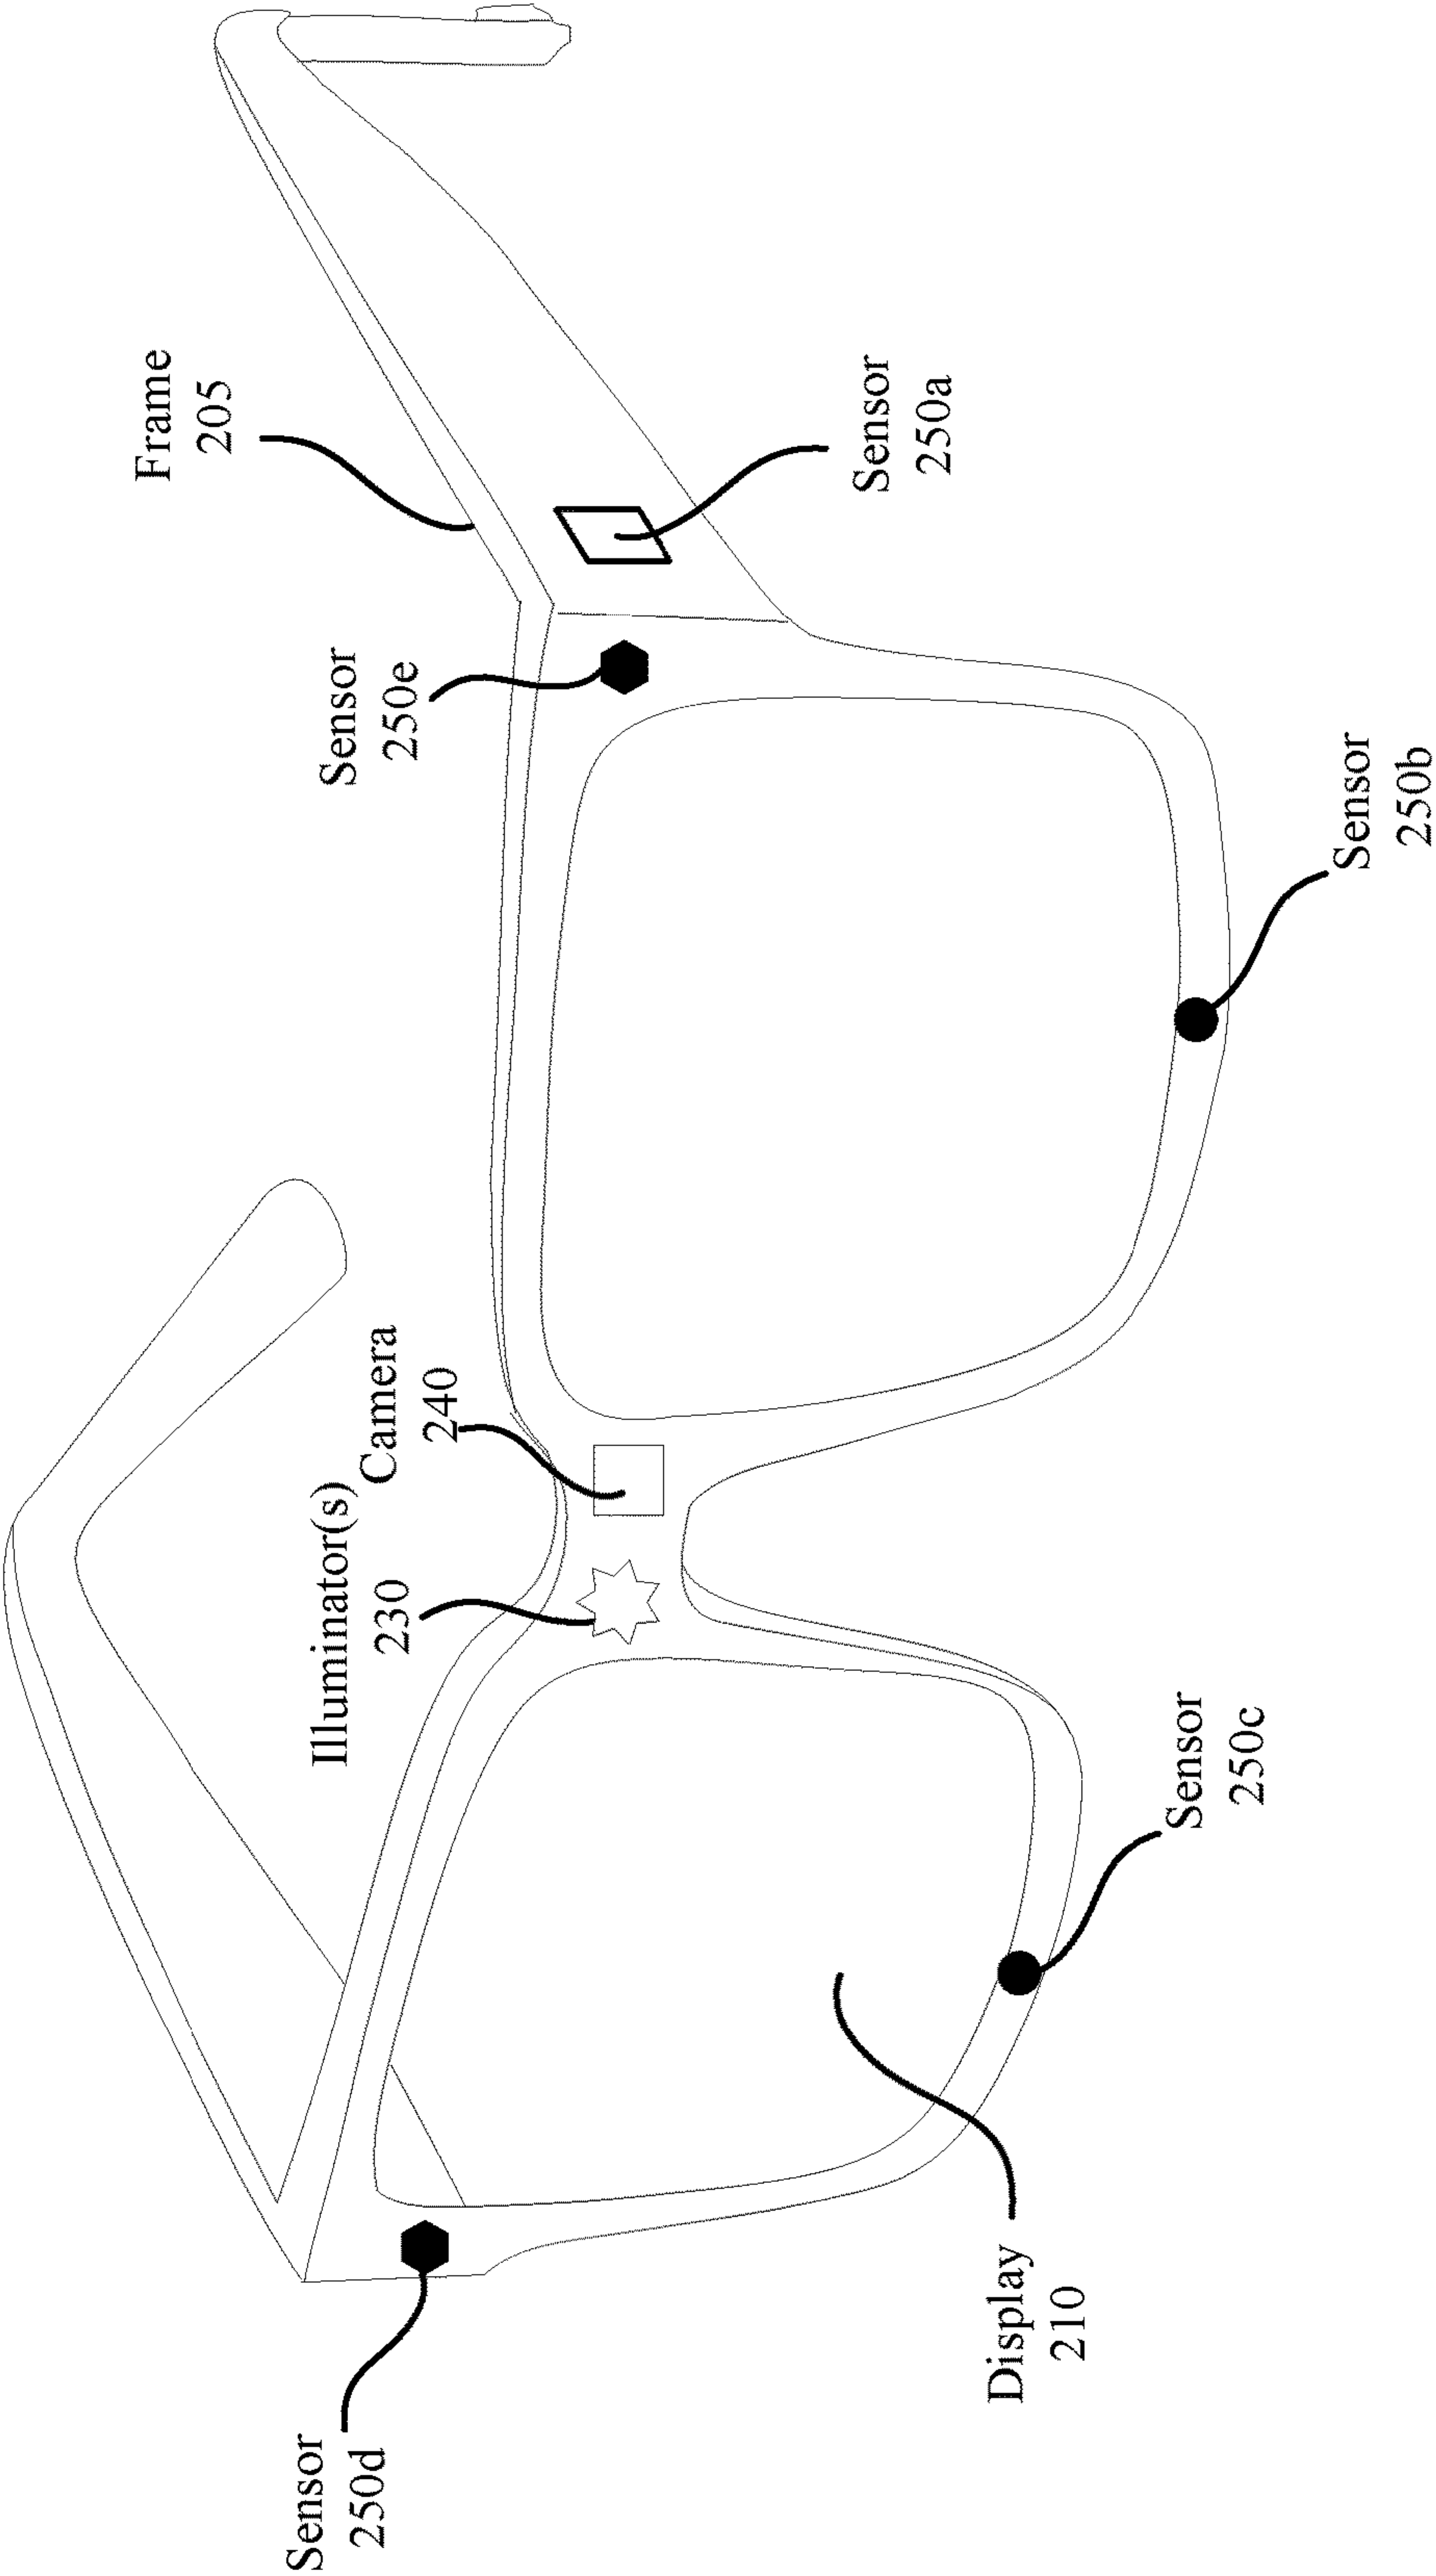 Frame
205
Sensor
250a
Sensor
250e
Sensor
250b
Camera
240
Illuminator(s)
230
Sensor
250c
Display
210
Sensor
250d